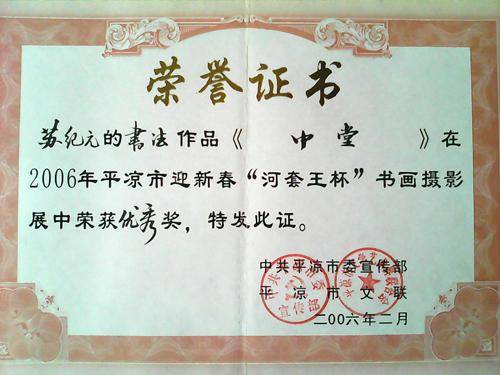 荣誉证书
苏纪元的书法作品《中堂》在
2006年平凉市迎新春“河套王杯”书画摄影
展中荣获优秀奖，特发此证。
中共平凉市委宣传部
平凉市文联
二00六年二月